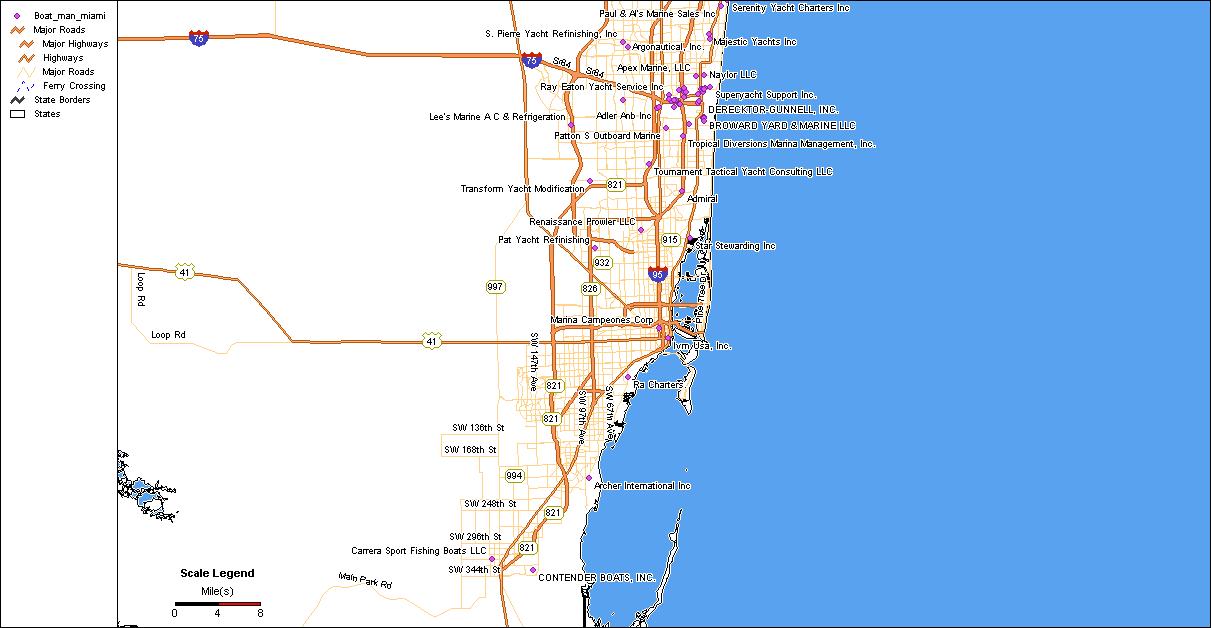 Boat_man_miami
Major Roads
Major Highways
Highways
Major Roads
Ferry Crossing
State Borders
States
Serenity Yacht Charters Inc
Paul & Al's Marine Sales Inc
S. Pierre Yacht Refinishing, Inc
Majestic Yachts Inc
75
Argonautical, Inc.
75
Sr84
Sr84
Apex Marine, LLC
Naylor LLC
Ray Eaton Yacht Service Inc
Superyacht Support Inc.
DERECKTOR-GUNNELL, INC.
Lee's Marine A C & Refrigeration
Adler Anb Inc
BROWARD YARD & MARINE LLC
Patton S Outboard Marine
Tropical Diversions Marina Management, Inc.
Tournament Tactical Yacht Consulting LLC
Transform Yacht Modification
821
Admiral
Renaissance Prowler LLC
Pat Yacht Refinishing
915
Star Stewarding Inc
932
41
95
Loop Rd
997
826
Pine Tree Dr
Marina Campeones Corp
Loop Rd
41
Ivm Usa, Inc.
SW 147th Ave
821
Ra Charters
SW 97th Ave
SW 67th Ave
821
SW 136th St
SW 168th St
994
Archer International Inc
SW 248th St
821
SW 296th St
821
Carrera Sport Fishing Boats LLC
SW 344th St
Main Park Rd
CONTENDER BOATS, INC.
Scale Legend
Mile(s)
0 4 8